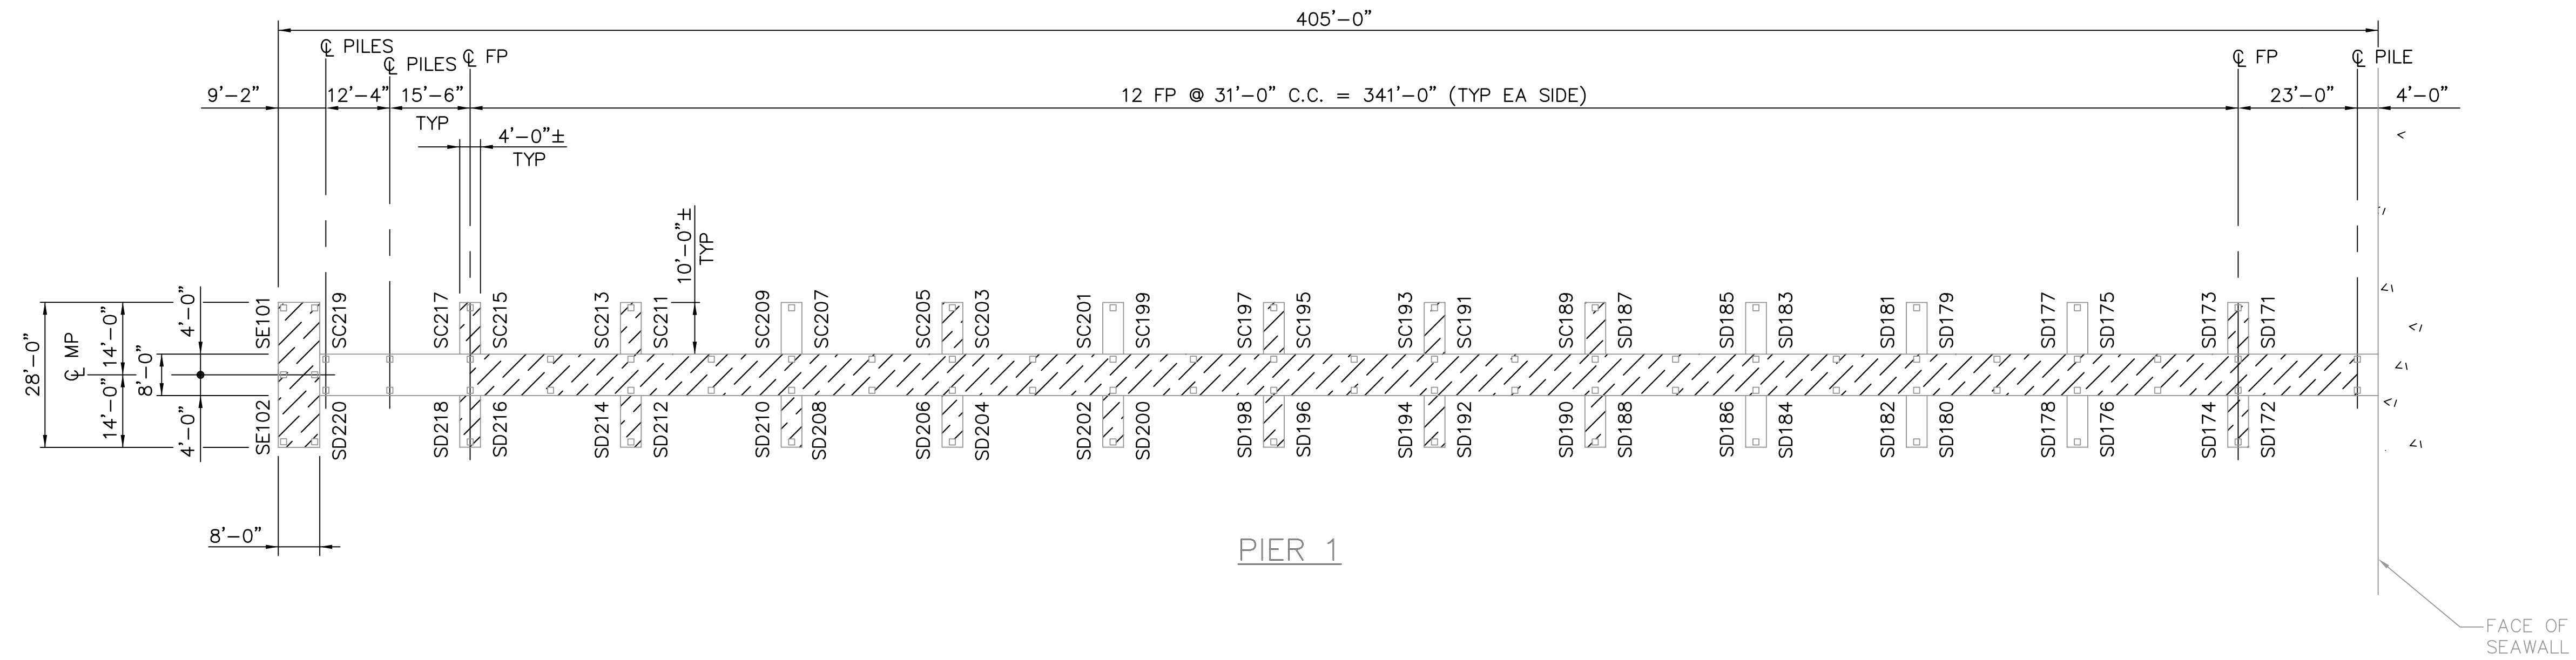 405'-0"
℄ PILES
℄ PILES
℄ FP
℄ FP
℄ PILE
9'-2"
12'-4"
15'-6"
TYP
12 FP @ 31'-0" C.C. = 341'-0" (TYP EA SIDE)
23'-0"
4'-0"
4'-0"±
TYP
10'-0"±
TYP
28'-0"
℄ MP
14'-0"
14'-0"
8'-0"
4'-0"
4'-0"
SE101
SC219
SC217
SC215
SC213
SC211
SC209
SC207
SC205
SC203
SC201
SC199
SC197
SC195
SC193
SC191
SC189
SD187
SD185
SD183
SD181
SD179
SD177
SD175
SD173
SD171
SE102
SD220
SD218
SD216
SD214
SD212
SD210
SD208
SD206
SD204
SD202
SD200
SD198
SD196
SD194
SD192
SD190
SD188
SD186
SD184
SD182
SD180
SD178
SD176
SD174
SD172
8'-0"
PIER 1
FACE OF
SEAWALL